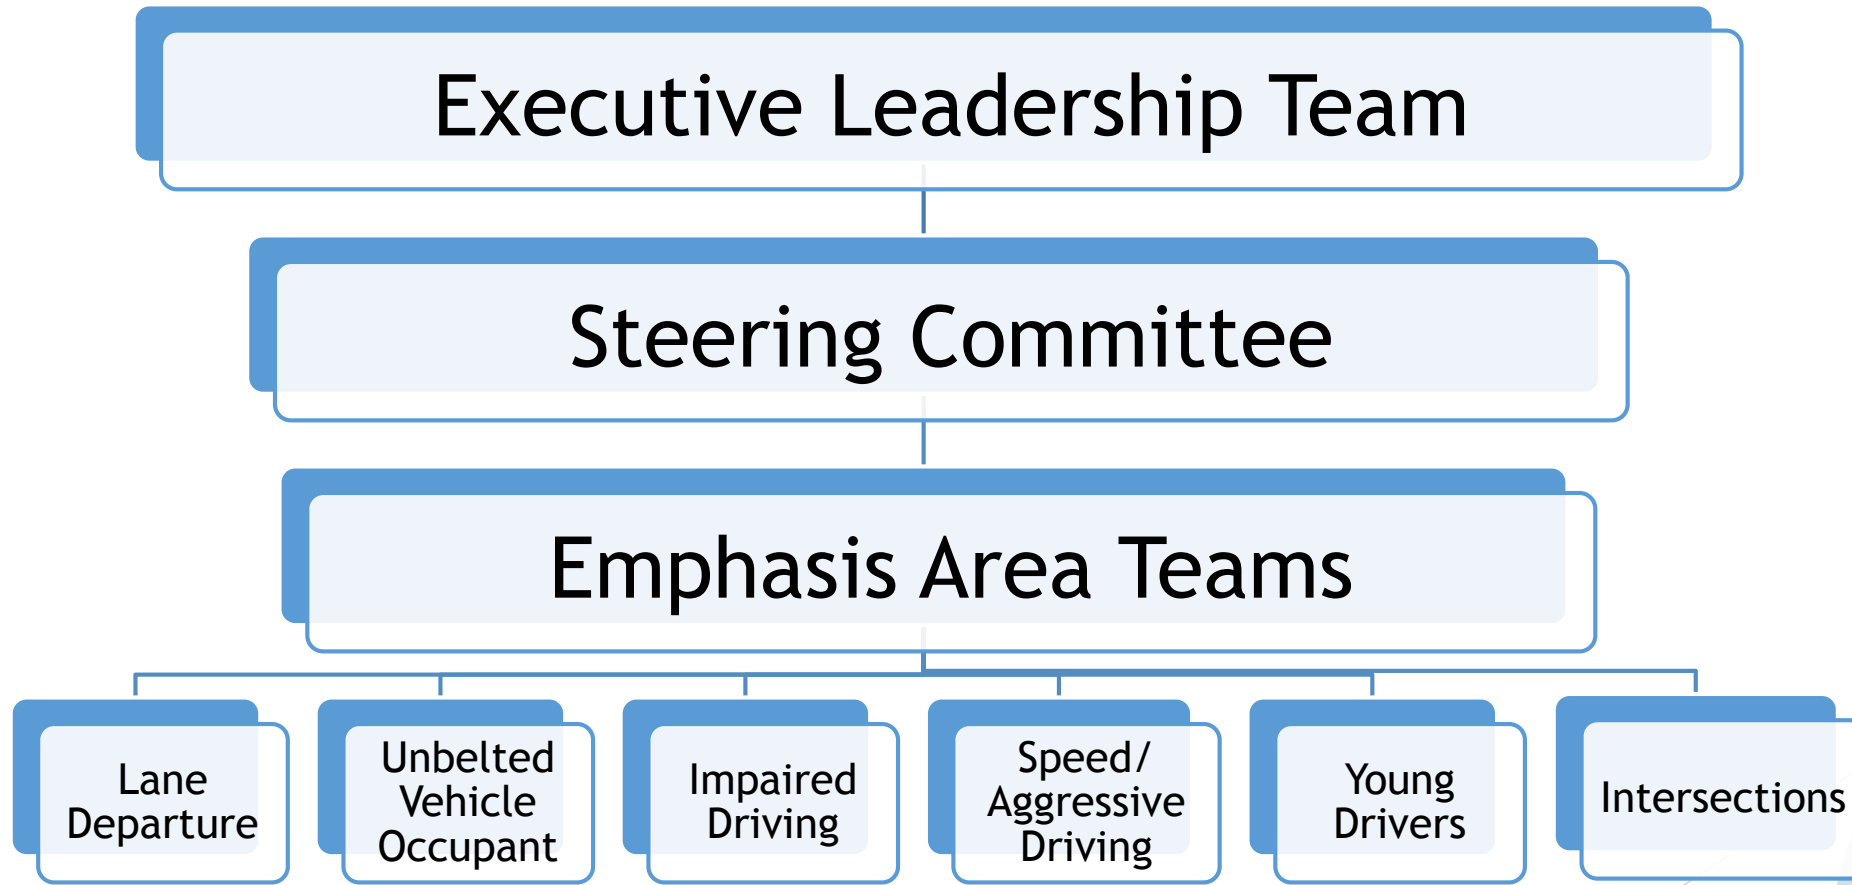 Executive Leadership Team
Steering Committee
Emphasis Area Teams
Lane
Departure
Unbelted
Vehicle
Occupant
Impaired
Driving
Speed/
Aggressive
Driving
Young
Drivers
Intersections